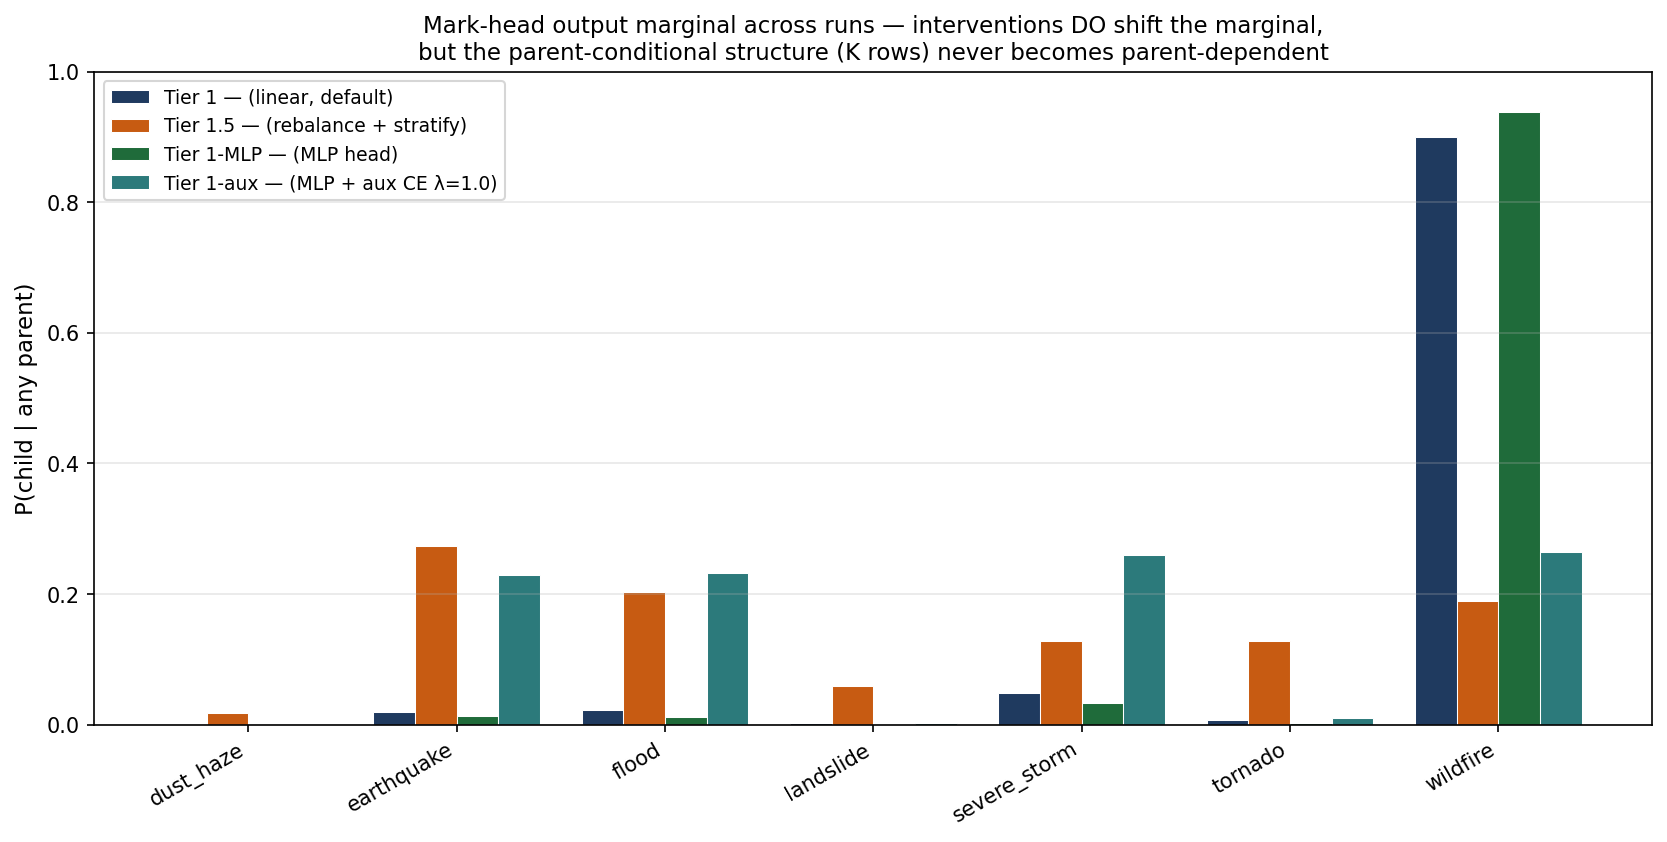 Mark-head output marginal across runs — interventions DO shift the marginal,
but the parent-conditional structure (K rows) never becomes parent-dependent
Tier 1 — (linear, default)
Tier 1.5 — (rebalance + stratify)
Tier 1-MLP — (MLP head)
Tier 1-aux — (MLP + aux CE λ=1.0)
P(child | any parent)
1.0
0.8
0.6
0.4
0.2
0.0
dust_haze
earthquake
flood
landslide
severe_storm
tornado
wildfire